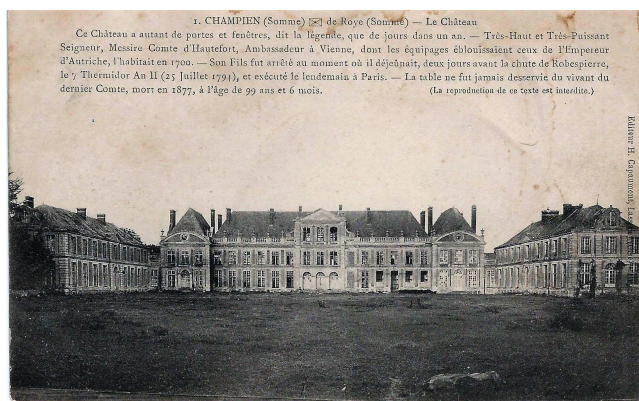 1. CHAMPIEN (Somme) ✉ de Roye (Somme) — Le Château
Ce Château a autant de portes et fenêtres, dit la légende, que de jours dans un an. — Très-Haut et Très-Puissant
Seigneur, Messire Comte d'Hautefort, Ambassadeur à Vienne, dont les équipages éblouissaient ceux de l'Empereur
d'Autriche, l'habitait en 1700. — Son Fils fut arrêté au moment où il déjeûnait, deux jours avant la chute de Robespierre,
le 7 Thermidor An II (25 Juillet 1794), et exécuté le lendemain à Paris. — La table ne fut jamais desservie du vivant du
dernier Comte, mort en 1877, à l'âge de 99 ans et 6 mois. (La reproduction de ce texte est interdite.)
Editeur H. Capaumont,